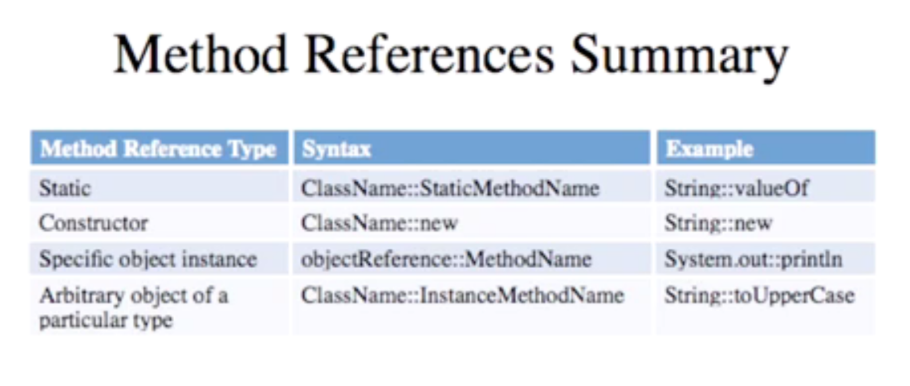 Method References Summary
Method Reference Type Syntax Example
Static ClassName::StaticMethodName String::valueOf
Constructor ClassName::new String::new
Specific object instance objectReference::MethodName System.out::println
Arbitrary object of a ClassName::InstanceMethodName String::toUpperCase
particular type